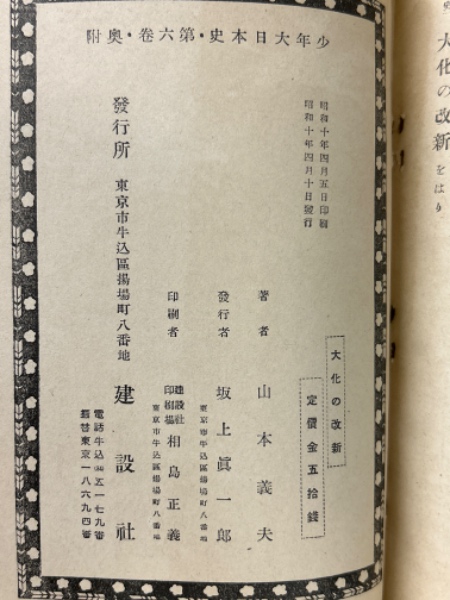 大化の改新をはり
少年大日本史・第六卷・奥附
昭和十年四月五日印刷
昭和十年四月十日發行
大化の改新
定價金五拾錢
著者 山本義夫
發行者 坂上眞一郎
東京市牛込區揚場町八番地
印刷者 建設社印刷場 相島正義
東京市牛込區揚場町八番地
發行所 東京市牛込區揚場町八番地 建設社
電話牛込 五一七九番
振替東京一八六九四番